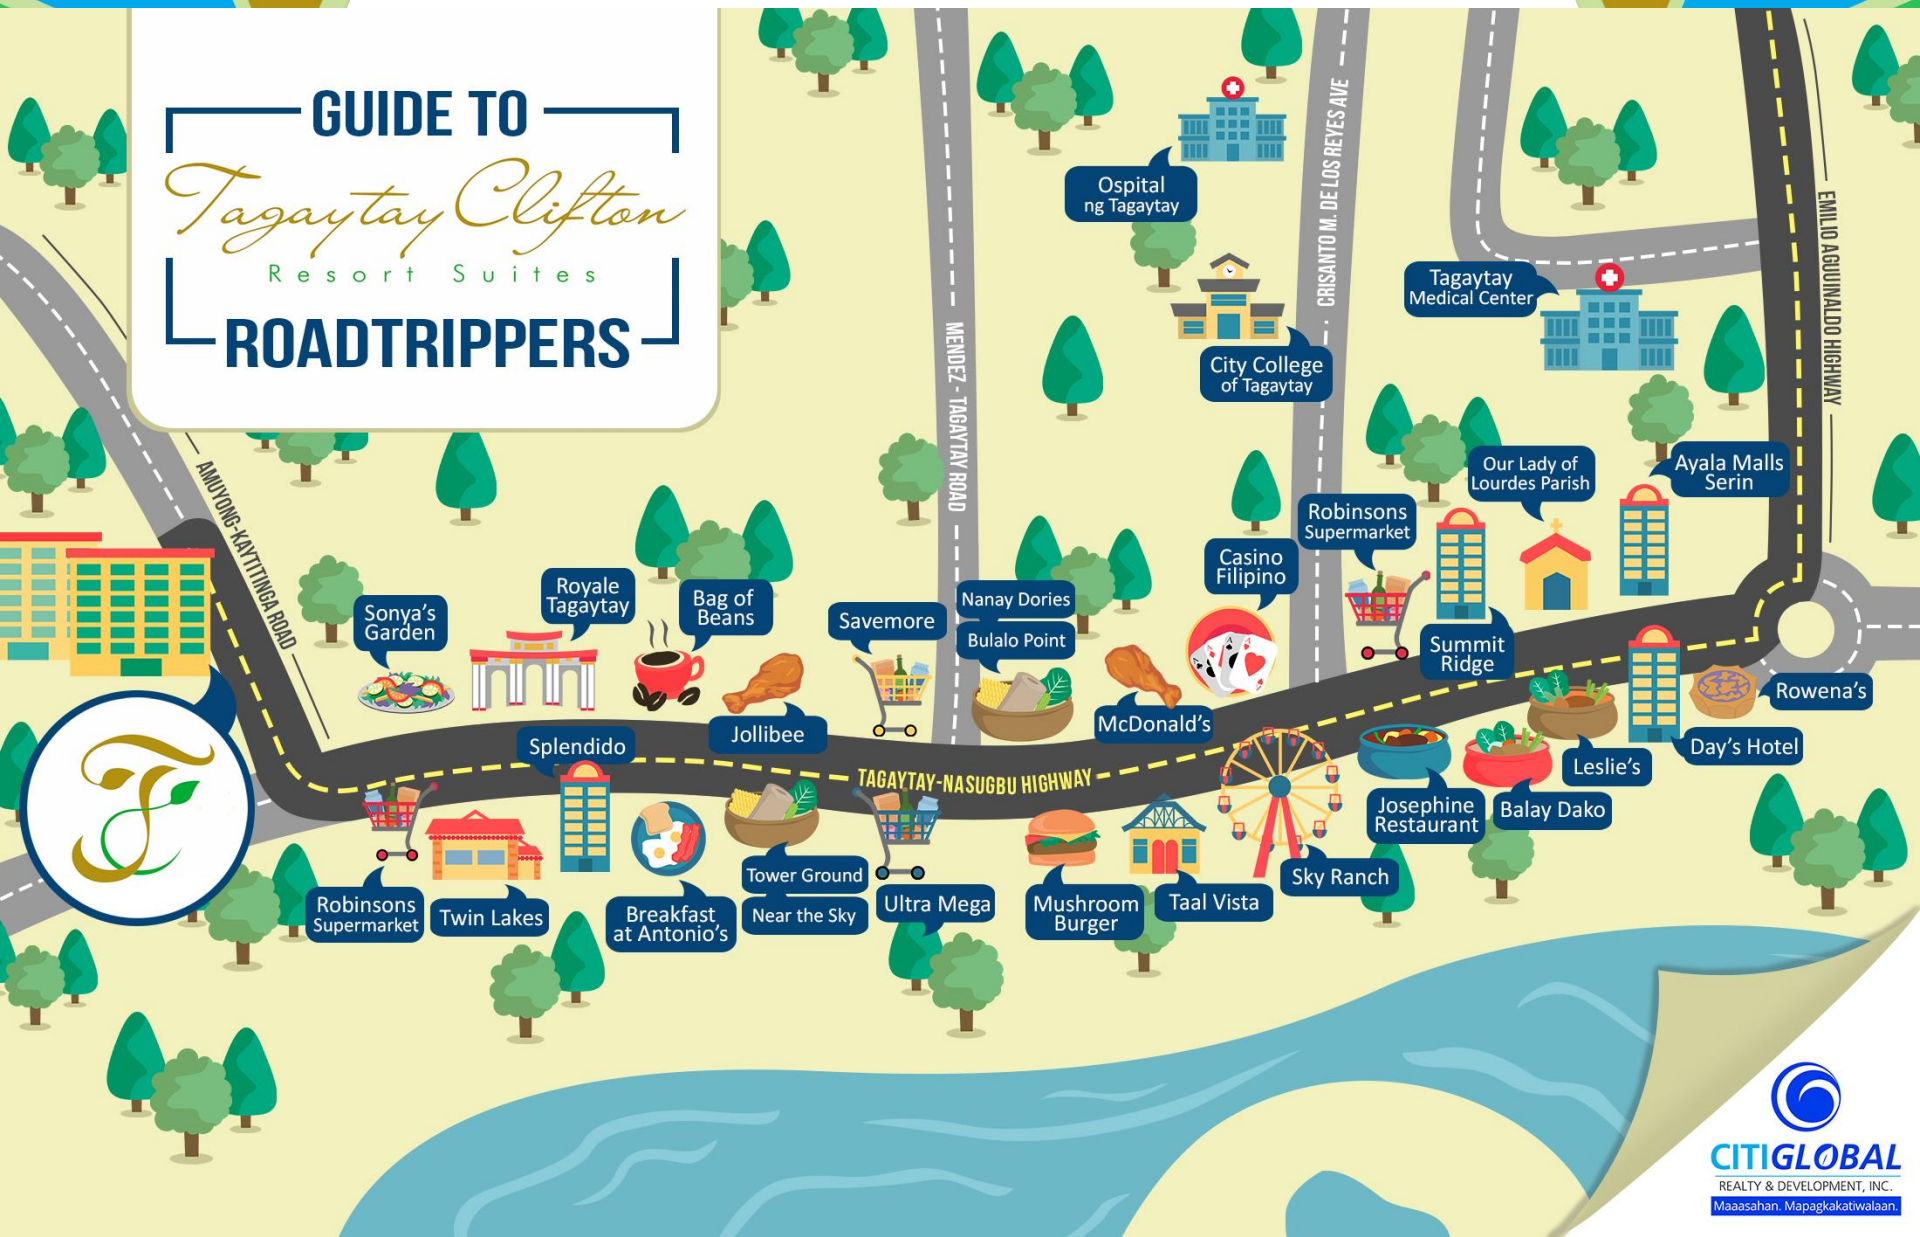 GUIDE TO
Tagaytay Clifton
Resort Suites
ROADTRIPPERS
Ospital
ng Tagaytay
City College
of Tagaytay
CRISANTO M. DE LOS REYES AVE
Tagaytay
Medical Center
EMILIO AGUUINALDO HIGHWAY
MENDEZ - TAGAYTAY ROAD
AMUYONG-KAYTITINGA ROAD
Our Lady of
Lourdes Parish
Ayala Malls
Serin
Robinsons
Supermarket
Casino
Filipino
Summit
Ridge
Sonya's
Garden
Royale
Tagaytay
Bag of
Beans
Savemore
Nanay Dories
Bulalo Point
Jollibee
McDonald's
Splendido
TAGAYTAY-NASUGBU HIGHWAY
Rowena's
Day's Hotel
Leslie's
Balay Dako
Josephine
Restaurant
Sky Ranch
Taal Vista
Mushroom
Burger
Ultra Mega
Tower Ground
Near the Sky
Breakfast
at Antonio's
Twin Lakes
Robinsons
Supermarket
CITIGLOBAL
REALTY & DEVELOPMENT, INC.
Maaasahan. Mapagkakatiwalaan.